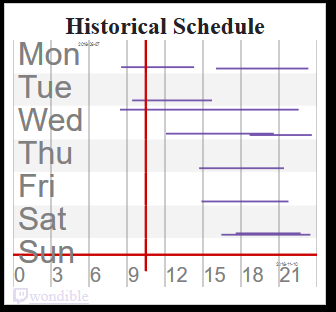 Historical Schedule
Mon
Tue
Wed
Thu
Fri
Sat
Sun
0 3 6 9 12 15 18 21
wondible